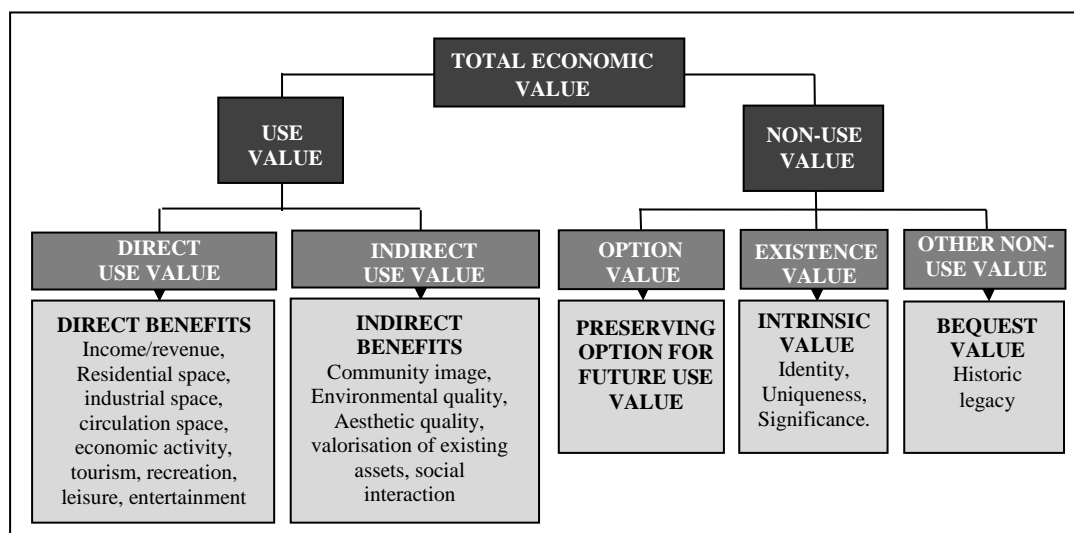 TOTAL ECONOMIC
VALUE
USE
VALUE
NON-USE
VALUE
DIRECT
USE VALUE
INDIRECT
USE VALUE
OPTION
VALUE
EXISTENCE
VALUE
OTHER NON-
USE VALUE
DIRECT BENEFITS
Income/revenue,
Residential space,
industrial space,
circulation space,
economic activity,
tourism, recreation,
leisure, entertainment
INDIRECT
BENEFITS
Community image,
Environmental quality,
Aesthetic quality,
valorisation of existing
assets, social
interaction
PRESERVING
OPTION FOR
FUTURE USE
VALUE
INTRINSIC
VALUE
Identity,
Uniqueness,
Significance.
BEQUEST
VALUE
Historic
legacy